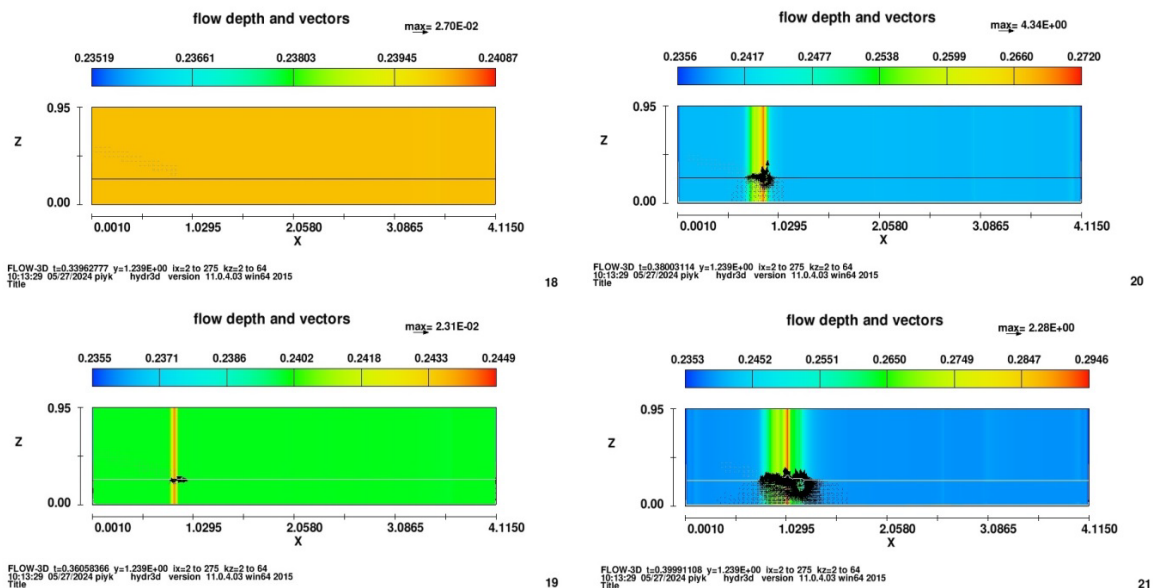 flow depth and vectors
max= 2.70E-02
0.23519 0.23661 0.23803 0.23945 0.24087
0.95
Z
0.00
0.0010 1.0295 2.0580 3.0865 4.1150
X
FLOW-3D t=0.33962777 y=1.239E+00 ix=2 to 275 kz=2 to 64
10:13:29 05/27/2024 piyk hydr3d version 11.0.4.03 win64 2015
Title
18
flow depth and vectors
max= 4.34E+00
0.2356 0.2417 0.2477 0.2538 0.2599 0.2660 0.2720
0.95
Z
0.00
0.0010 1.0295 2.0580 3.0865 4.1150
X
FLOW-3D t=0.38003114 y=1.239E+00 ix=2 to 275 kz=2 to 64
10:13:29 05/27/2024 piyk hydr3d version 11.0.4.03 win64 2015
Title
20
flow depth and vectors
max= 2.31E-02
0.2355 0.2371 0.2386 0.2402 0.2418 0.2433 0.2449
0.95
Z
0.00
0.0010 1.0295 2.0580 3.0865 4.1150
X
FLOW-3D t=0.36058366 y=1.239E+00 ix=2 to 275 kz=2 to 64
10:13:29 05/27/2024 piyk hydr3d version 11.0.4.03 win64 2015
Title
19
flow depth and vectors
max= 2.28E+00
0.2353 0.2452 0.2551 0.2650 0.2749 0.2847 0.2946
0.95
Z
0.00
0.0010 1.0295 2.0580 3.0865 4.1150
X
FLOW-3D t=0.39991108 y=1.239E+00 ix=2 to 275 kz=2 to 64
10:13:29 05/27/2024 piyk hydr3d version 11.0.4.03 win64 2015
Title
21